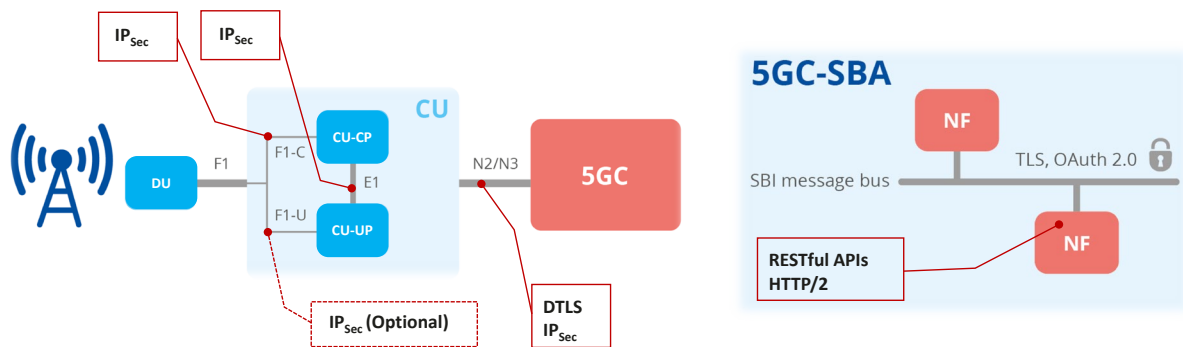 IPSec
IPSec
CU
CU-CP
F1
F1-C
DU
E1
F1-U
CU-UP
N2/N3
5GC
IPSec (Optional)
DTLS
IPSec
5GC-SBA
NF
TLS, OAuth 2.0
SBI message bus
NF
RESTful APIs
HTTP/2